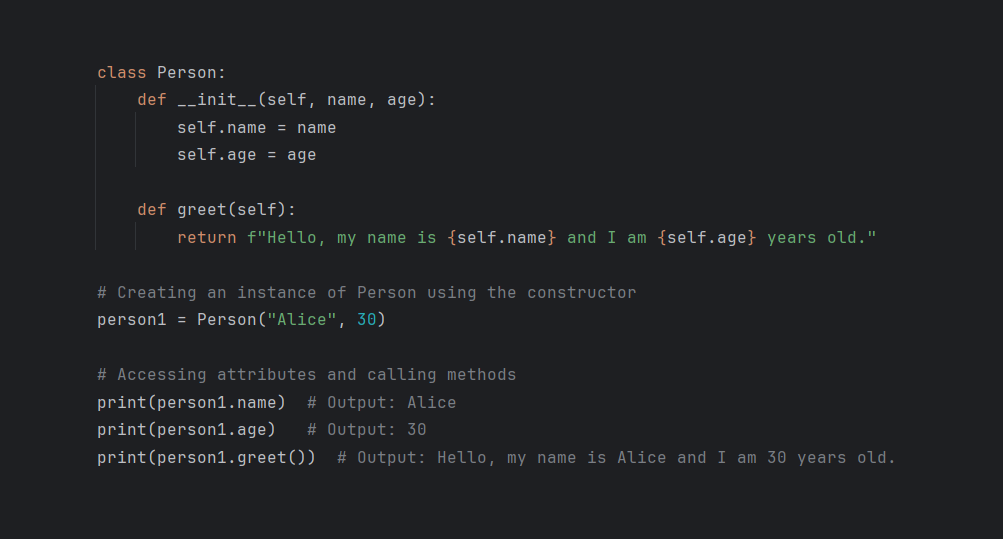 class Person:
    def __init__(self, name, age):
        self.name = name
        self.age = age

    def greet(self):
        return f"Hello, my name is {self.name} and I am {self.age} years old."

# Creating an instance of Person using the constructor
person1 = Person("Alice", 30)

# Accessing attributes and calling methods
print(person1.name)  # Output: Alice
print(person1.age)   # Output: 30
print(person1.greet())  # Output: Hello, my name is Alice and I am 30 years old.